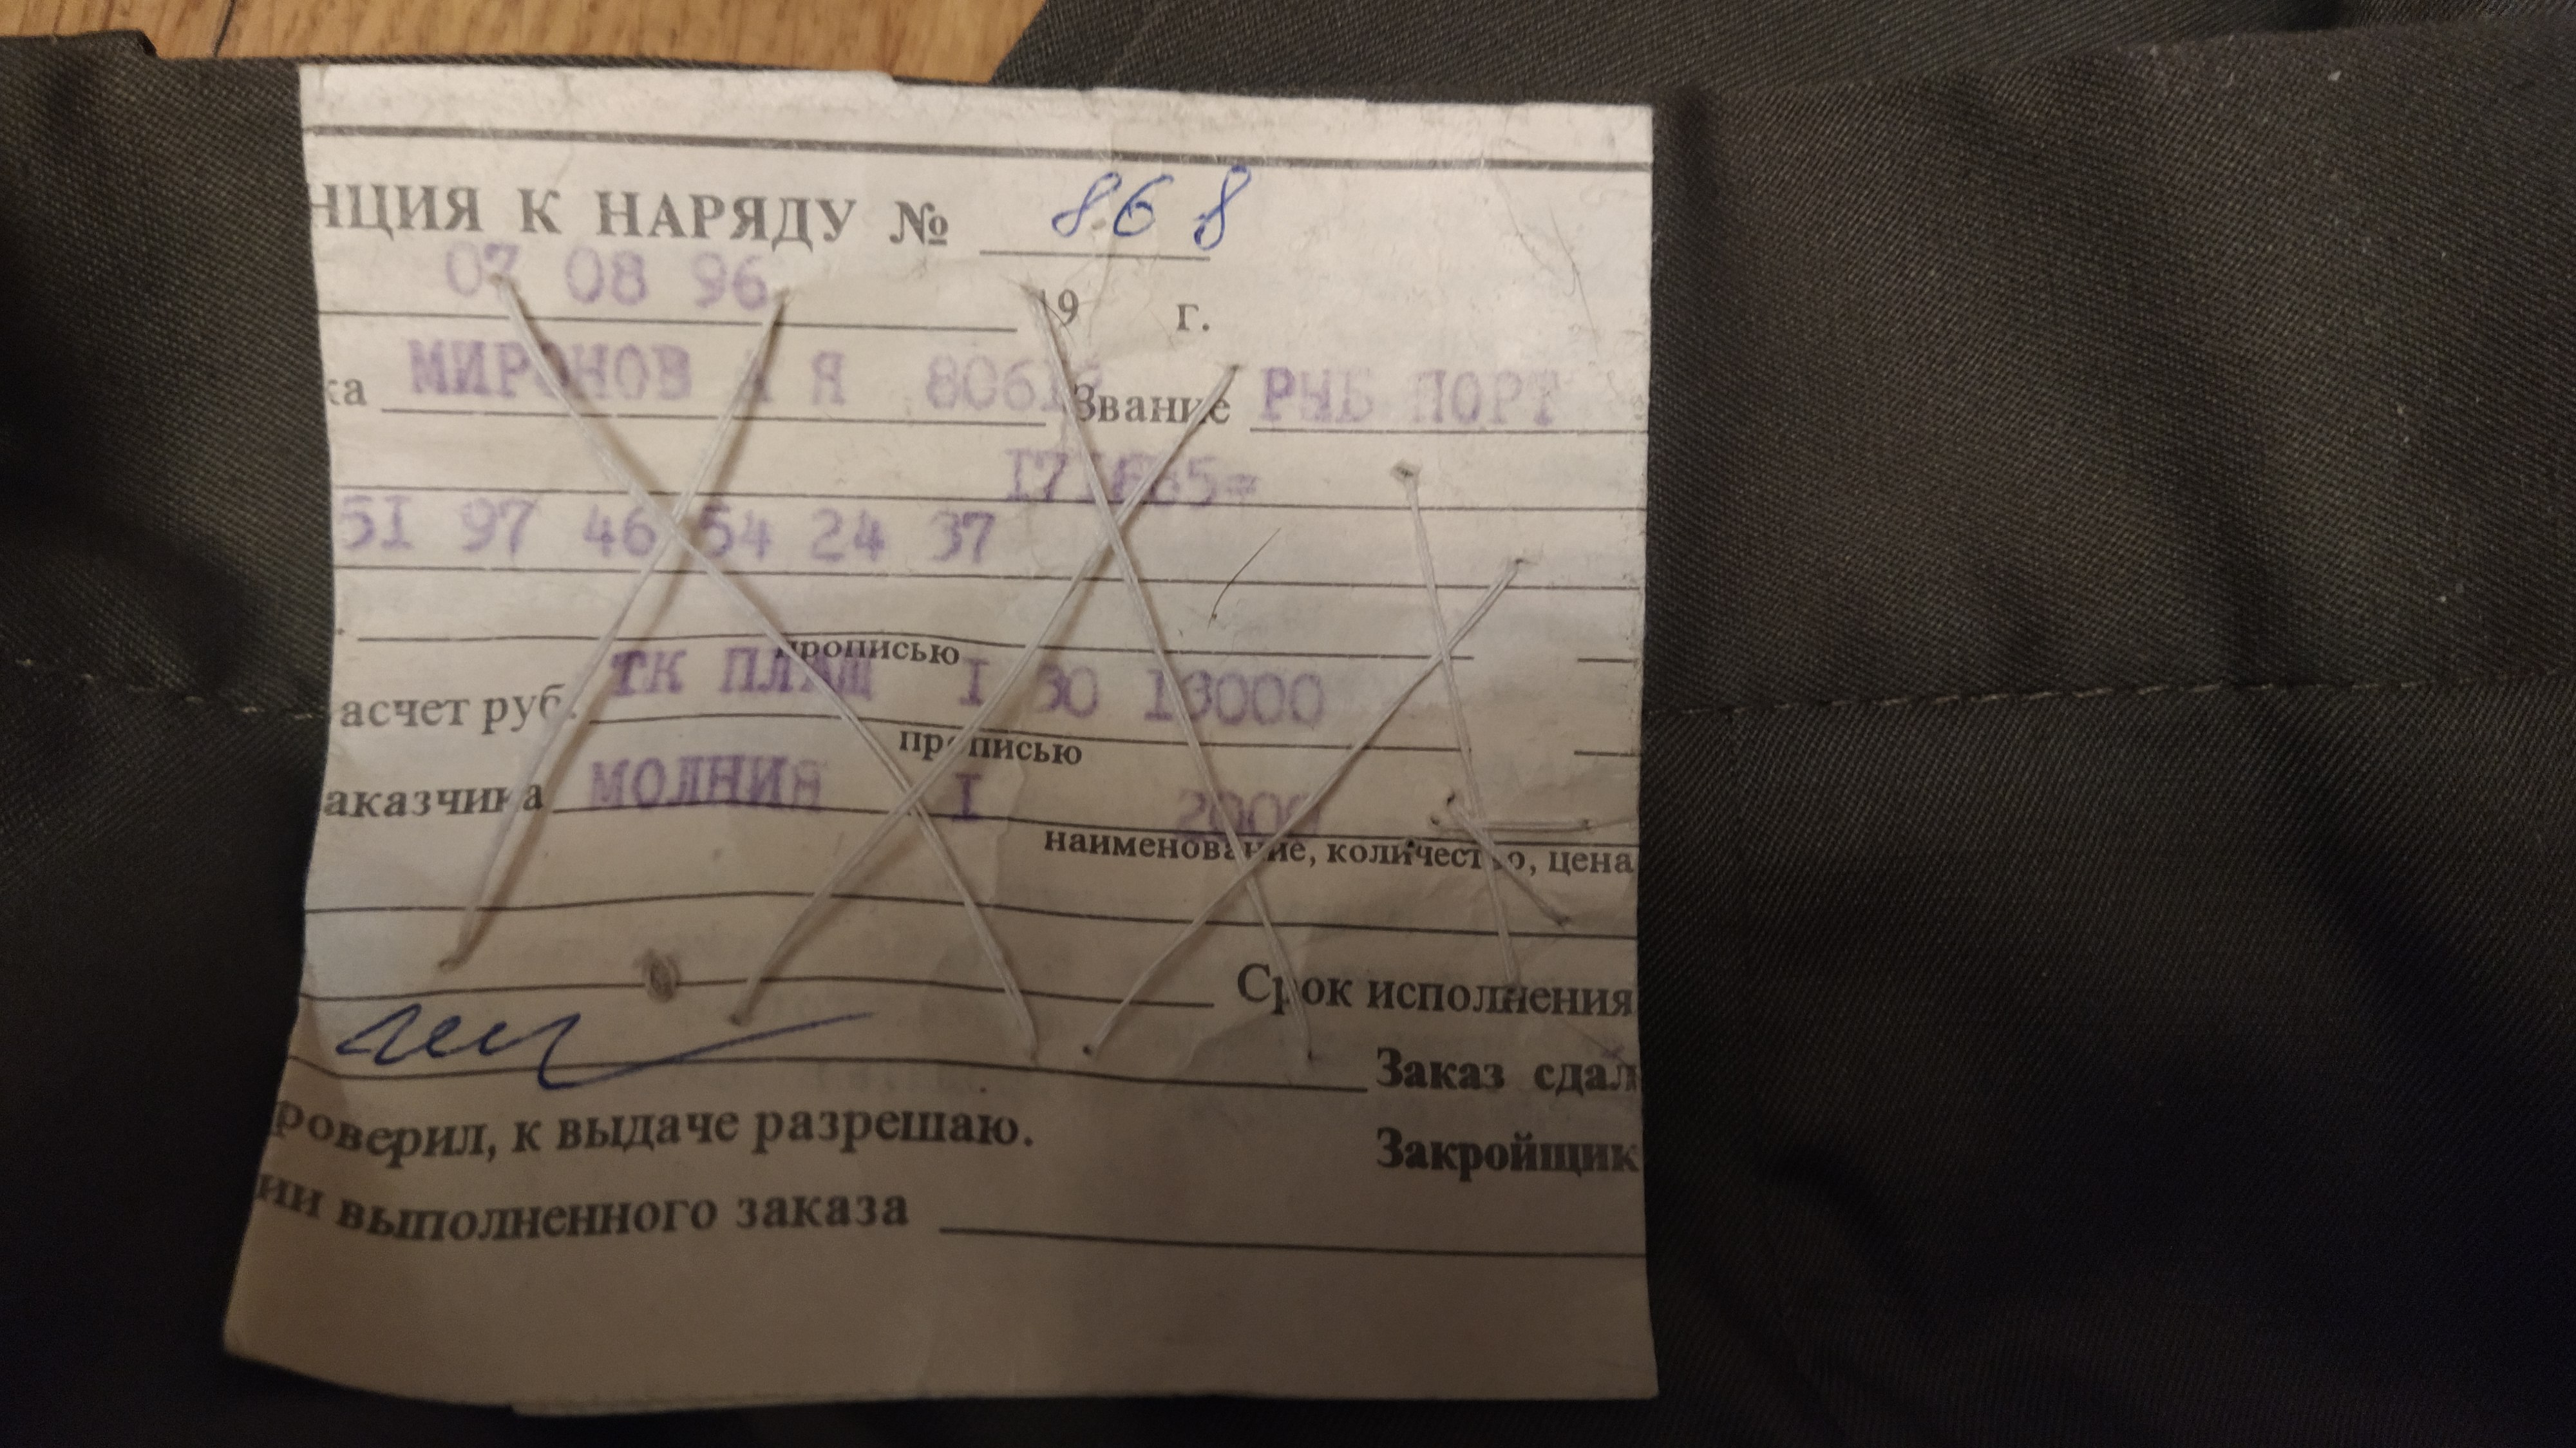 НЦИЯ К НАРЯДУ № 868
07 08 96 19 г.
ка МИРОНОВ Я Звание РЫБ ПОРТ
51 97 46 54 24 37
прописью
асчет руб. ТК ПЛАЩ I 30 13000
прописью
аказчика МОЛНИЯ I 2000
наименование, количество, цена
Срок исполнения
Заказ сдал
роверил, к выдаче разрешаю. Закройщик
ии выполненного заказа